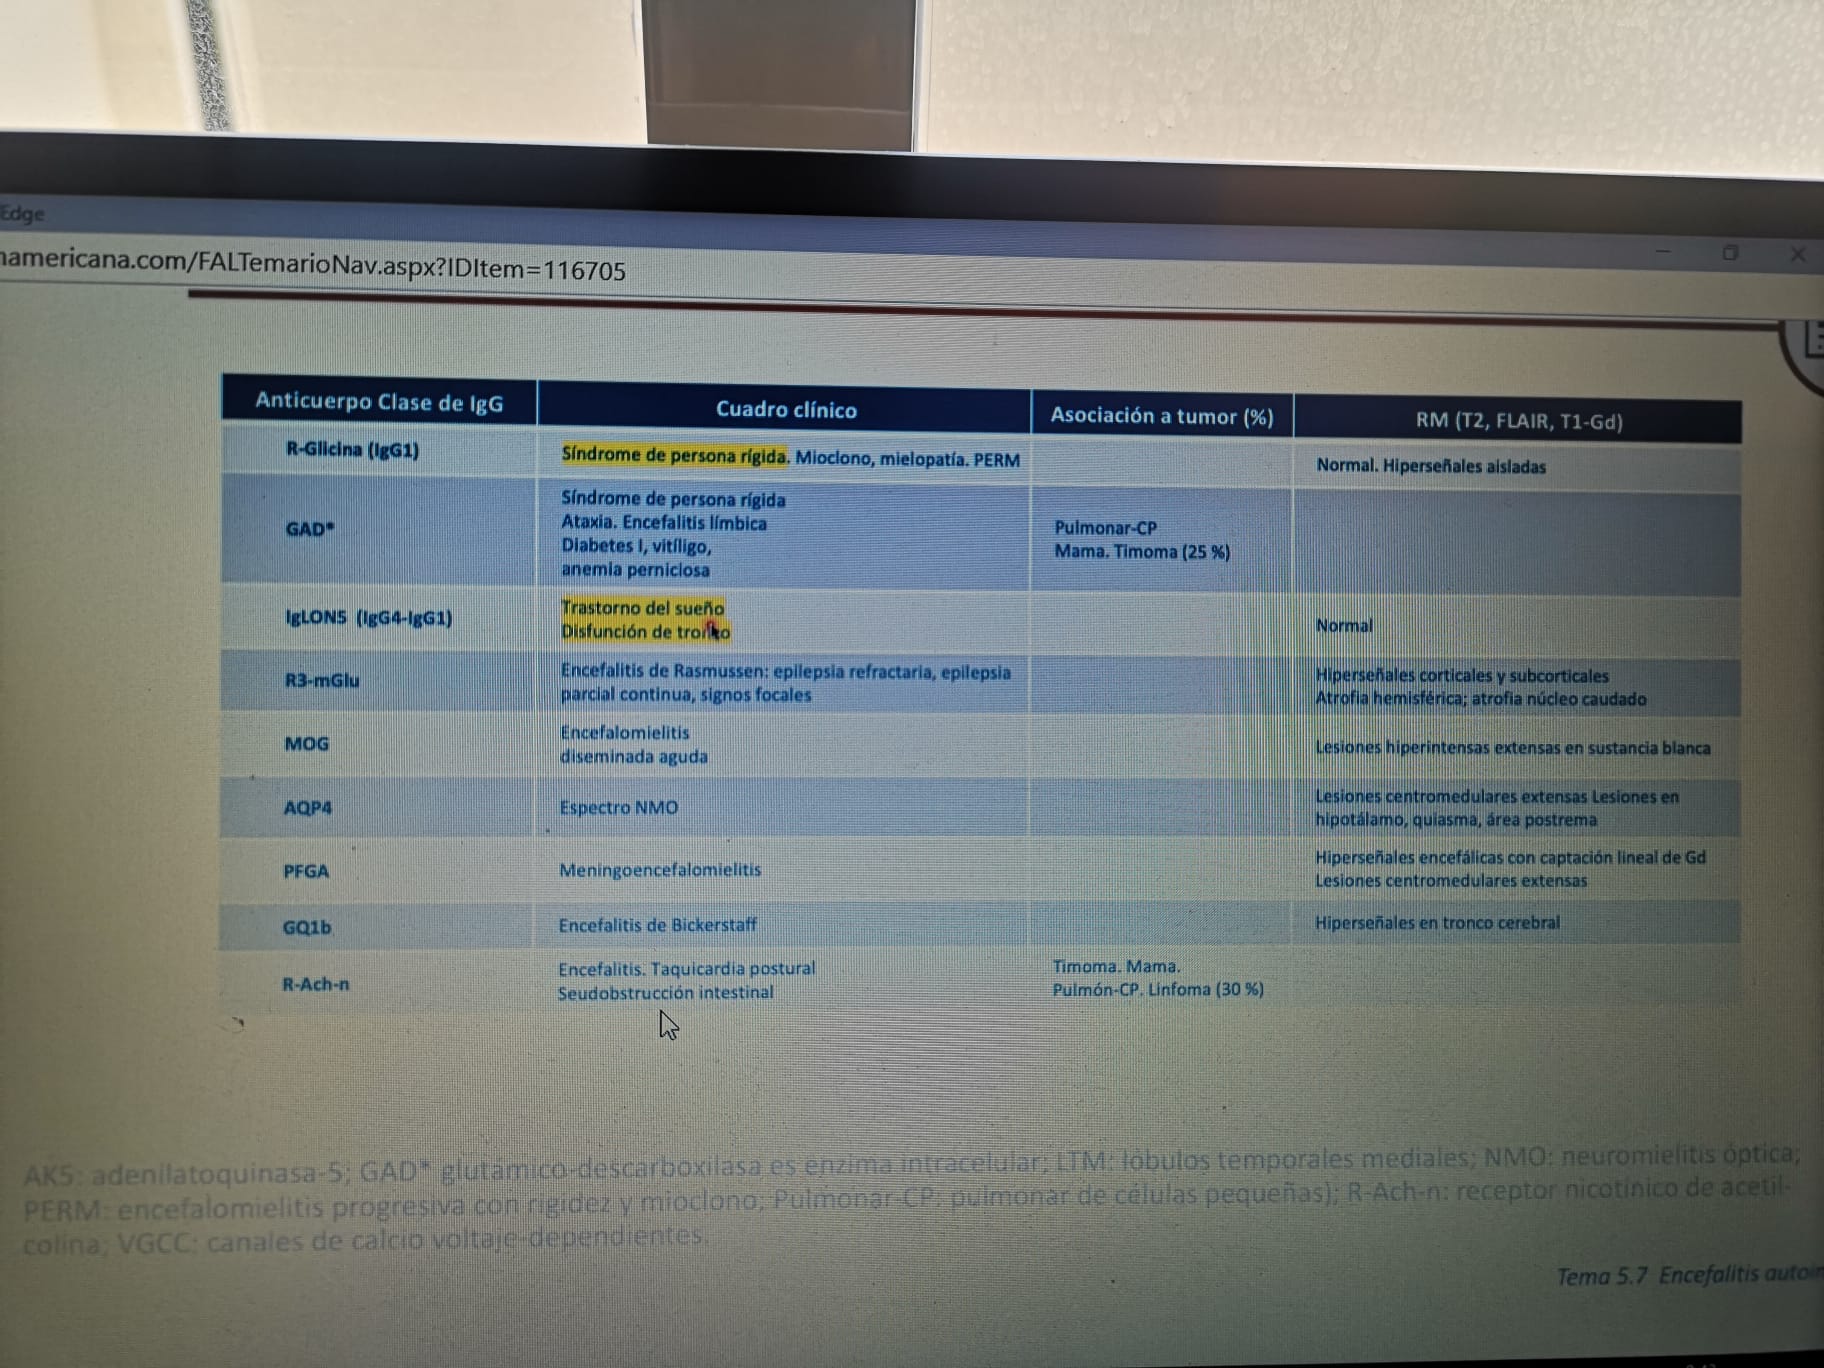 Edge
namericana.com/FALTemarioNav.aspx?IDItem=116705
Anticuerpo Clase de IgG
Cuadro clínico
Asociación a tumor (%)
RM (T2, FLAIR, T1-Gd)
R-Glicina (IgG1)
Síndrome de persona rígida. Mioclono, mielopatía. PERM
Normal. Hiperseñales aisladas
GAD*
Síndrome de persona rígida
Ataxia. Encefalitis límbica
Diabetes I, vitíligo,
anemia perniciosa
Pulmonar-CP
Mama. Timoma (25 %)
IgLON5 (IgG4-IgG1)
Trastorno del sueño
Disfunción de tronco
Normal
R3-mGlu
Encefalitis de Rasmussen: epilepsia refractaria, epilepsia
parcial continua, signos focales
Hiperseñales corticales y subcorticales
Atrofia hemisférica; atrofia núcleo caudado
MOG
Encefalomielitis
diseminada aguda
Lesiones hiperintensas extensas en sustancia blanca
AQP4
Espectro NMO
Lesiones centromedulares extensas Lesiones en
hipotálamo, quiasma, área postrema
PFGA
Meningoencefalomielitis
Hiperseñales encefálicas con captación lineal de Gd
Lesiones centromedulares extensas
GQ1b
Encefalitis de Bickerstaff
Hiperseñales en tronco cerebral
R-Ach-n
Encefalitis. Taquicardia postural
Seudobstrucción intestinal
Timoma. Mama.
Pulmón-CP. Linfoma (30 %)
AK5: adenilatoquinasa-5; GAD* glutámico-descarboxilasa es enzima intracelular; LTM: lóbulos temporales mediales; NMO: neuromielitis óptica;
PERM: encefalomielitis progresiva con rigidez y mioclono; Pulmonar CP: pulmonar de células pequeñas); R-Ach-n: receptor nicotínico de acetil-
colina; VGCC: canales de calcio voltaje-dependientes.
Tema 5.7 Encefalitis autoin